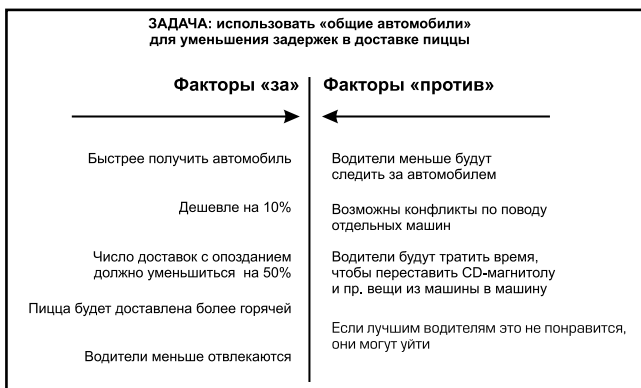 ЗАДАЧА: использовать «общие автомобили»
для уменьшения задержек в доставке пиццы
Факторы «за»
Факторы «против»
Быстрее получить автомобиль
Дешевле на 10%
Число доставок с опозданием
должно уменьшиться на 50%
Пицца будет доставлена более горячей
Водители меньше отвлекаются
Водители меньше будут
следить за автомобилем
Возможны конфликты по поводу
отдельных машин
Водители будут тратить время,
чтобы переставить CD-магнитолу
и пр. вещи из машины в машину
Если лучшим водителям это не понравится,
они могут уйти